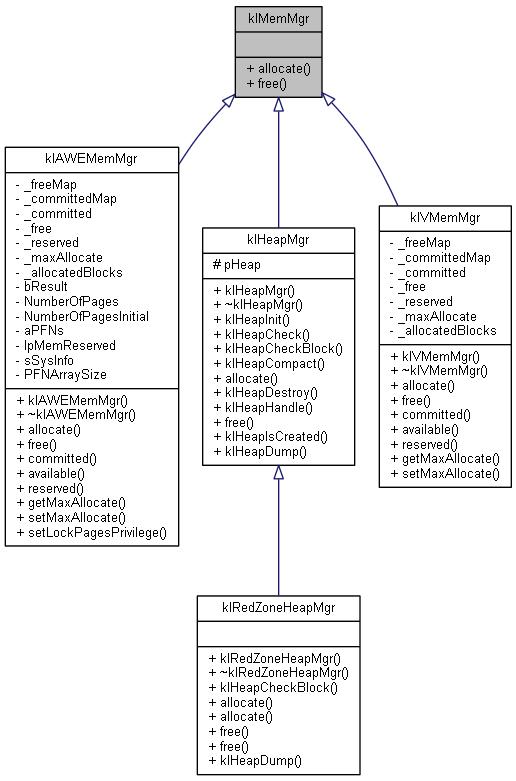 klMemMgr
+ allocate()
+ free()
klAWEMemMgr
- _freeMap
- _committedMap
- _committed
- _free
- _reserved
- _maxAllocate
- _allocatedBlocks
- bResult
- NumberOfPages
- NumberOfPagesInitial
- aPFNs
- lpMemReserved
- sSysInfo
- PFNArraySize
+ klAWEMemMgr()
+ ~klAWEMemMgr()
+ allocate()
+ free()
+ committed()
+ available()
+ reserved()
+ getMaxAllocate()
+ setMaxAllocate()
+ setLockPagesPrivilege()
klHeapMgr
# pHeap
+ klHeapMgr()
+ ~klHeapMgr()
+ klHeapInit()
+ klHeapCheck()
+ klHeapCheckBlock()
+ klHeapCompact()
+ allocate()
+ klHeapDestroy()
+ klHeapHandle()
+ free()
+ klHeapIsCreated()
+ klHeapDump()
klVMemMgr
- _freeMap
- _committedMap
- _committed
- _free
- _reserved
- _maxAllocate
- _allocatedBlocks
+ klVMemMgr()
+ ~klVMemMgr()
+ allocate()
+ free()
+ committed()
+ available()
+ reserved()
+ getMaxAllocate()
+ setMaxAllocate()
klRedZoneHeapMgr
+ klRedZoneHeapMgr()
+ ~klRedZoneHeapMgr()
+ klHeapCheckBlock()
+ allocate()
+ allocate()
+ free()
+ free()
+ klHeapDump()